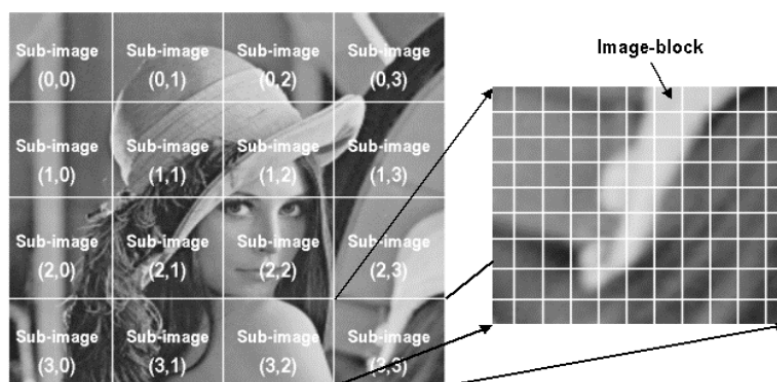 Sub-image Sub-image Sub-image Sub-image
(0,0) (0,1) (0,2) (0,3)
Sub-image Sub-image Sub-image Sub-image
(1,0) (1,1) (1,2) (1,3)
Sub-image Sub-image Sub-image Sub-image
(2,0) (2,1) (2,2) (2,3)
Sub-image Sub-image Sub-image Sub-image
(3,0) (3,1) (3,2) (3,3)
Image-block